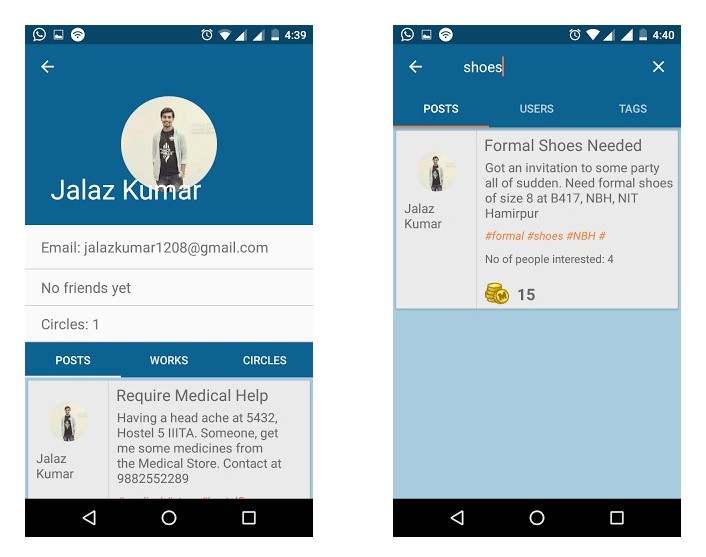 4:39
Jalaz Kumar
Email: jalazkumar1208@gmail.com
No friends yet
Circles: 1
POSTS WORKS CIRCLES
Require Medical Help
Having a head ache at 5432,
Hostel 5 IIITA. Someone, get
me some medicines from
the Medical Store. Contact at
9882552289
Jalaz
Kumar
4:40
shoes
POSTS USERS TAGS
Formal Shoes Needed
Got an invitation to some party
all of sudden. Need formal shoes
of size 8 at B417, NBH, NIT
Hamirpur
Jalaz
Kumar
#formal #shoes #NBH #
No of people interested: 4
15